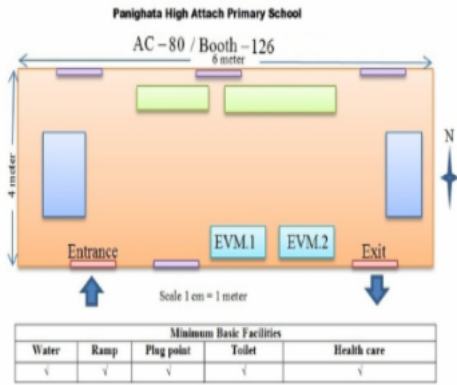 Panighata High Attach Primary School
AC – 80 / Booth – 126
6 meter
4 meter
N
EVM.1 EVM.2
Entrance Exit
Scale 1 cm = 1 meter
Minimum Basic Facilities
Water Ramp Plug point Toilet Health care
√ √ √ √ √